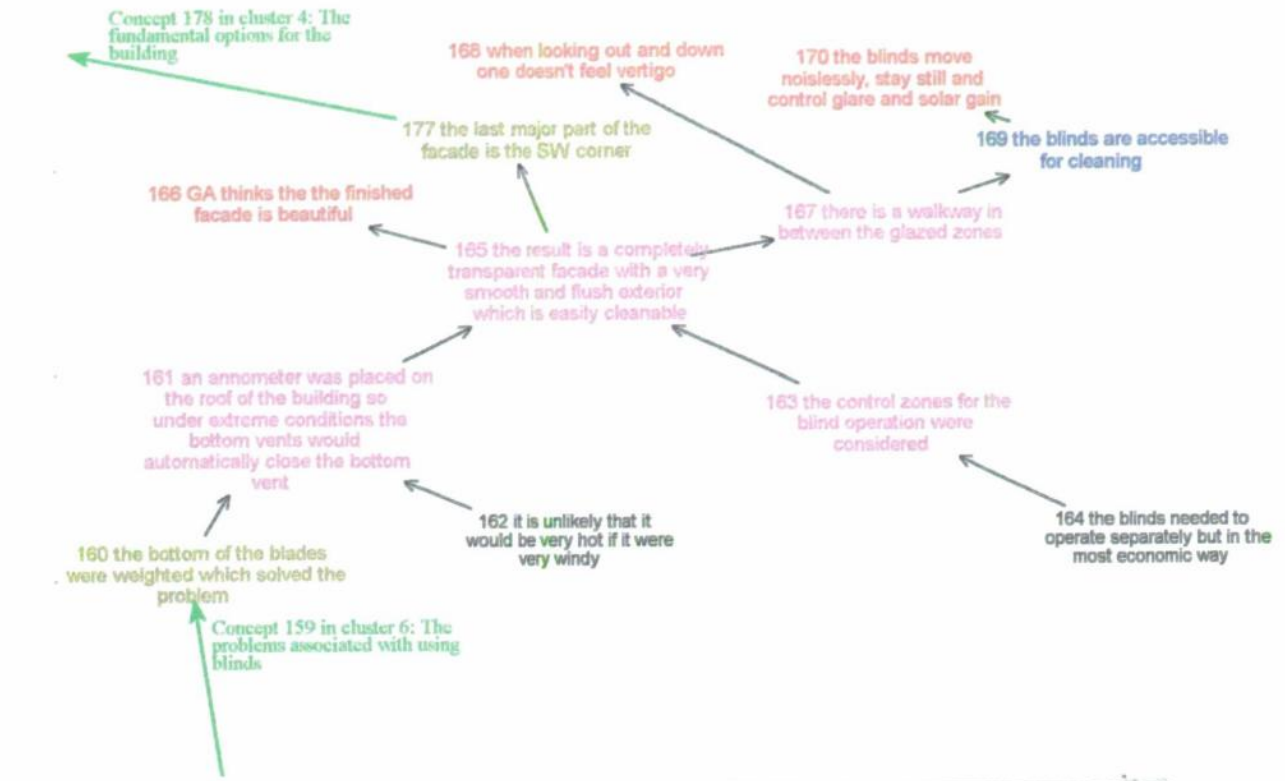 Concept 178 in cluster 4: The
fundamental options for the
building
168 when looking out and down
one doesn't feel vertigo
170 the blinds move
noislessly, stay still and
control glare and solar gain
177 the last major part of the
facade is the SW corner
169 the blinds are accessible
for cleaning
166 GA thinks the the finished
facade is beautiful
167 there is a walkway in
between the glazed zones
165 the result is a completely
transparent facade with a very
smooth and flush exterior
which is easily cleanable
161 an annometer was placed on
the roof of the building so
under extreme conditions the
bottom vents would
automatically close the bottom
vent
163 the control zones for the
blind operation were
considered
162 it is unlikely that it
would be very hot if it were
very windy
164 the blinds needed to
operate separately but in the
most economic way
160 the bottom of the blades
were weighted which solved the
problem
Concept 159 in cluster 6: The
problems associated with using
blinds